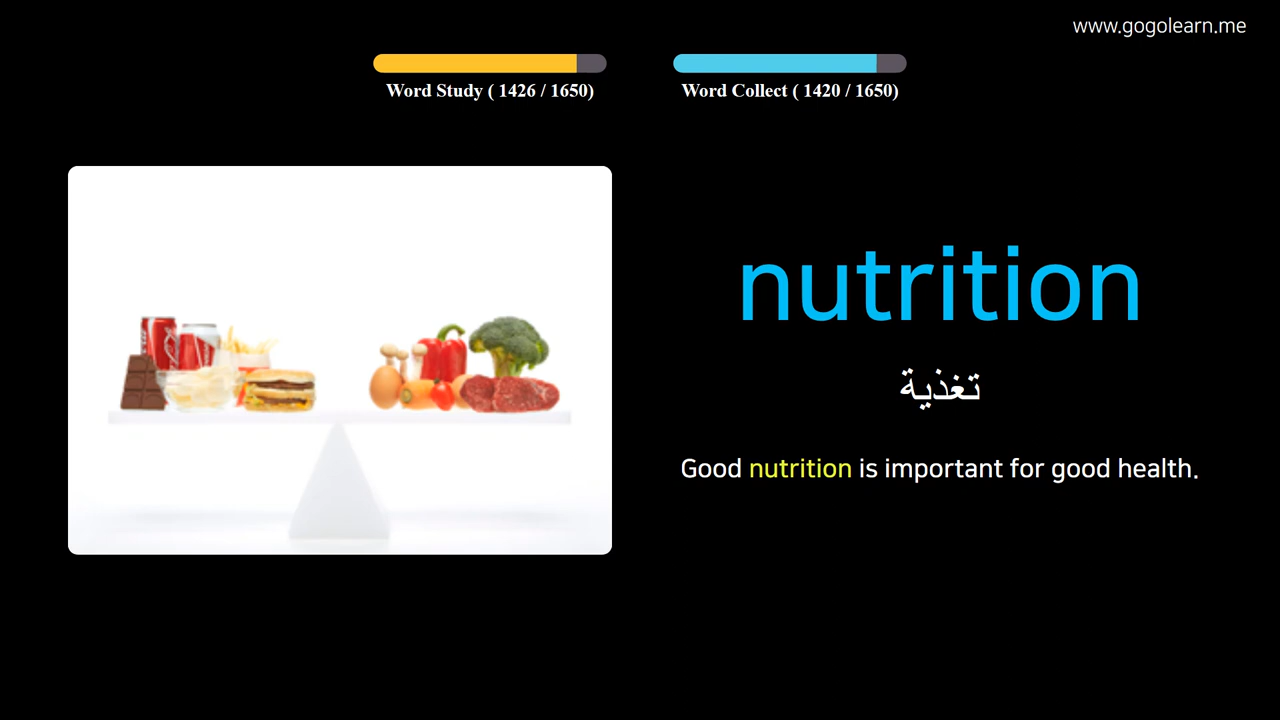 www.gogolearn.me
Word Study ( 1426 / 1650)
Word Collect ( 1420 / 1650)
nutrition
تغذية
Good nutrition is important for good health.